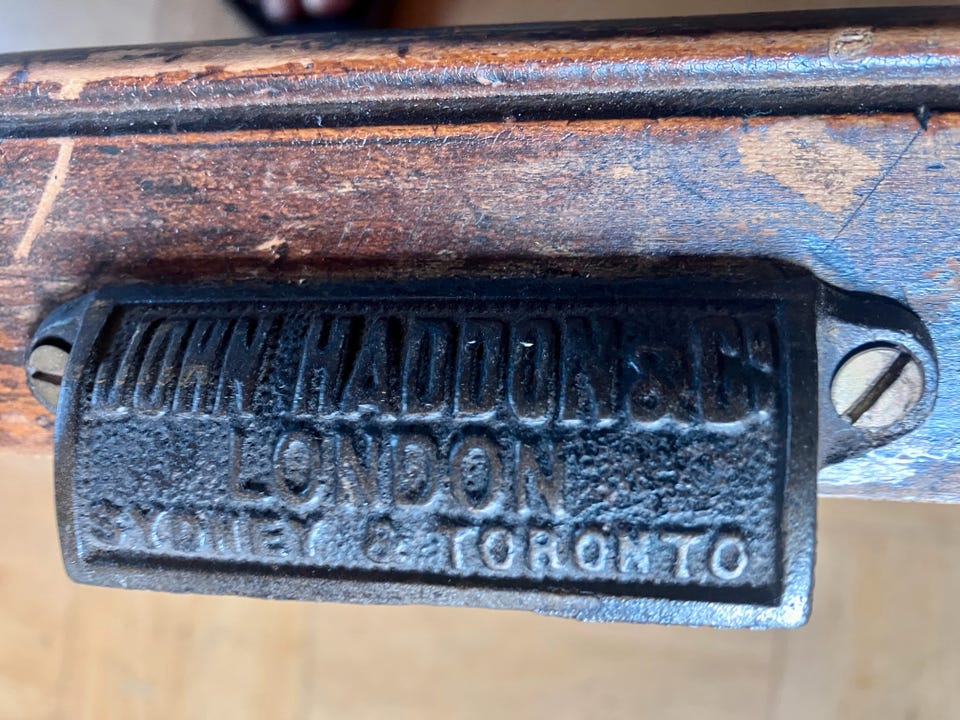 JOHN HADDON & Co
LONDON
SYDNEY & TORONTO